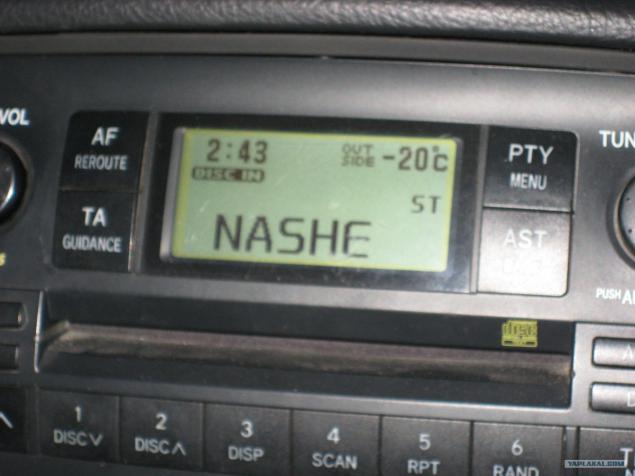 VOL
AF
REROUTE
TA
GUIDANCE
2:43
OUT
SIDE
-20°C
DISC IN
ST
NASHE
PTY
MENU
AST
TUN
PUSH
1
DISC∨
2
DISC∧
3
DISP
4
SCAN
5
RPT
6
RAND
YAPLAKAL.COM